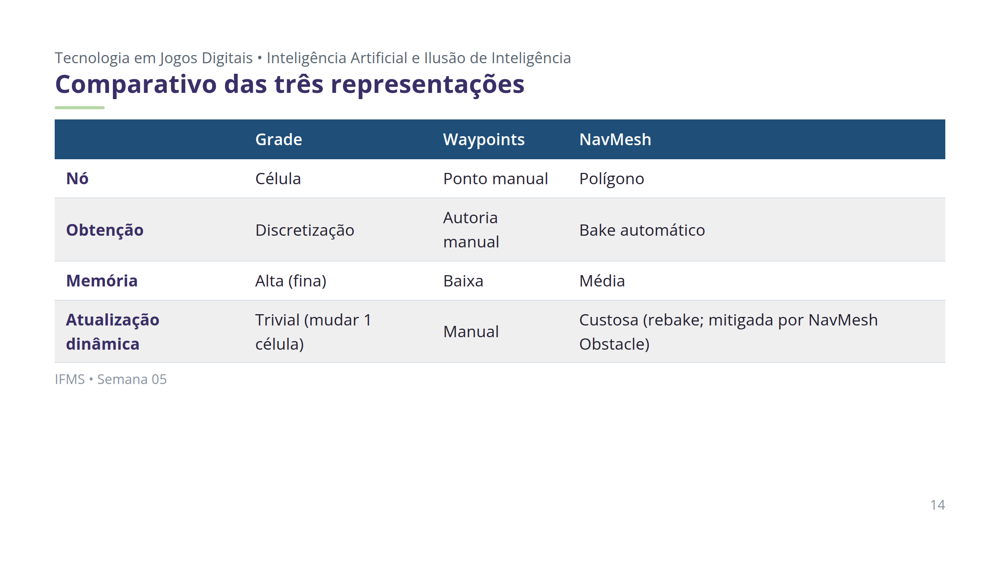 Tecnologia em Jogos Digitais • Inteligência Artificial e Ilusão de Inteligência
Comparativo das três representações
Grade Waypoints NavMesh
Nó Célula Ponto manual Polígono
Obtenção Discretização Autoria manual Bake automático
Memória Alta (fina) Baixa Média
Atualização dinâmica Trivial (mudar 1 célula) Manual Custosa (rebake; mitigada por NavMesh Obstacle)
IFMS • Semana 05
14